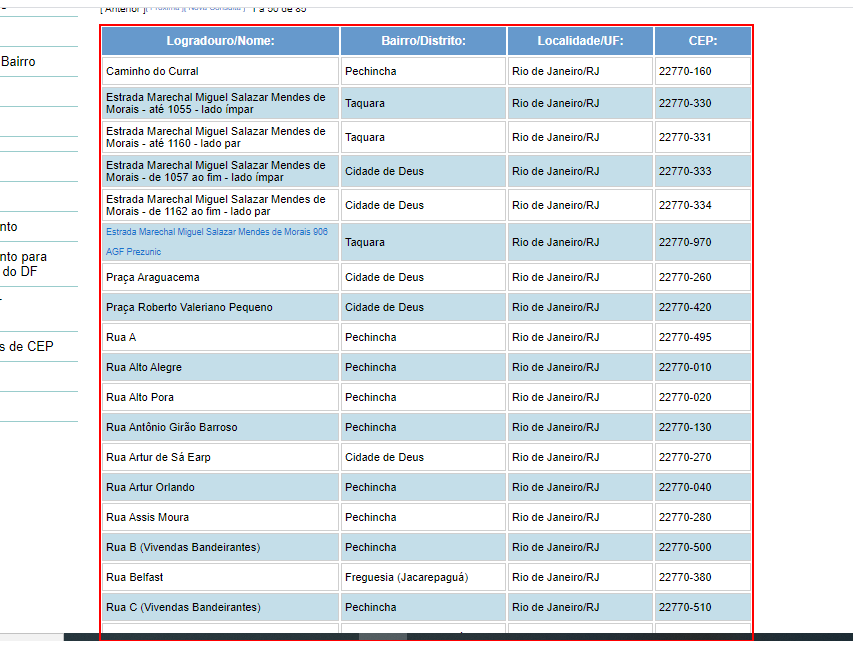 [ Anterior ][ Próxima ][ Nova Consulta ] 1 a 50 de 85
Bairro
nto
nto para
do DF
s de CEP
Logradouro/Nome: Bairro/Distrito: Localidade/UF: CEP:
Caminho do Curral Pechincha Rio de Janeiro/RJ 22770-160
Estrada Marechal Miguel Salazar Mendes de
Morais - até 1055 - lado ímpar Taquara Rio de Janeiro/RJ 22770-330
Estrada Marechal Miguel Salazar Mendes de
Morais - até 1160 - lado par Taquara Rio de Janeiro/RJ 22770-331
Estrada Marechal Miguel Salazar Mendes de
Morais - de 1057 ao fim - lado ímpar Cidade de Deus Rio de Janeiro/RJ 22770-333
Estrada Marechal Miguel Salazar Mendes de
Morais - de 1162 ao fim - lado par Cidade de Deus Rio de Janeiro/RJ 22770-334
Estrada Marechal Miguel Salazar Mendes de Morais 906
AGF Prezunic Taquara Rio de Janeiro/RJ 22770-970
Praça Araguacema Cidade de Deus Rio de Janeiro/RJ 22770-260
Praça Roberto Valeriano Pequeno Cidade de Deus Rio de Janeiro/RJ 22770-420
Rua A Pechincha Rio de Janeiro/RJ 22770-495
Rua Alto Alegre Pechincha Rio de Janeiro/RJ 22770-010
Rua Alto Pora Pechincha Rio de Janeiro/RJ 22770-020
Rua Antônio Girão Barroso Pechincha Rio de Janeiro/RJ 22770-130
Rua Artur de Sá Earp Cidade de Deus Rio de Janeiro/RJ 22770-270
Rua Artur Orlando Pechincha Rio de Janeiro/RJ 22770-040
Rua Assis Moura Pechincha Rio de Janeiro/RJ 22770-280
Rua B (Vivendas Bandeirantes) Pechincha Rio de Janeiro/RJ 22770-500
Rua Belfast Freguesia (Jacarepaguá) Rio de Janeiro/RJ 22770-380
Rua C (Vivendas Bandeirantes) Pechincha Rio de Janeiro/RJ 22770-510